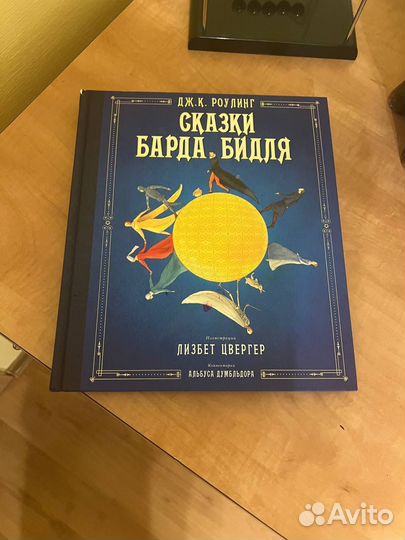 ДЖ.К. РОУЛИНГ
СКАЗКИ
БАРДА БИДЛЯ
Иллюстрации
ЛИЗБЕТ ЦВЕРГЕР
Комментарии
АЛЬБУСА ДУМБЛЬДОРА
Avito